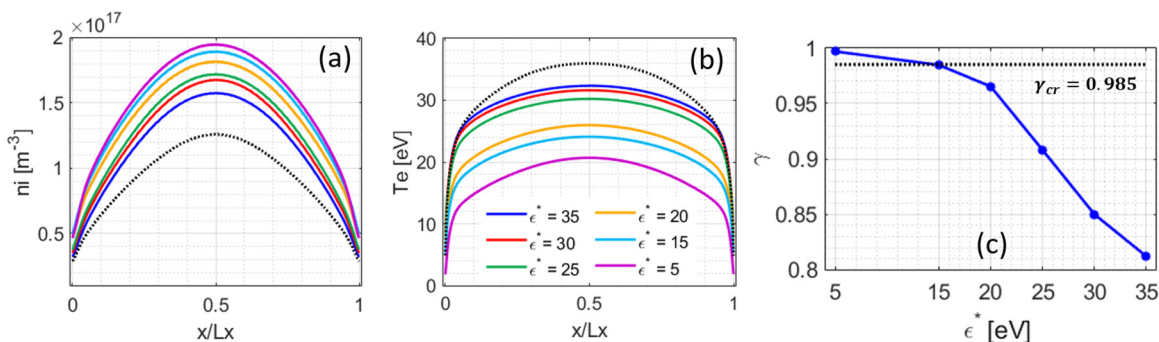 ×10^17
(a)
2
1.5
1
0.5
ni [m^-3]
0 0.5 1
x/Lx
(b)
40
30
20
10
0
Te [eV]
ϵ* = 35 ϵ* = 20
ϵ* = 30 ϵ* = 15
ϵ* = 25 ϵ* = 5
0 0.5 1
x/Lx
1
0.95
0.9
0.85
0.8
γ
γcr = 0.985
(c)
5 15 20 25 30 35
ϵ* [eV]